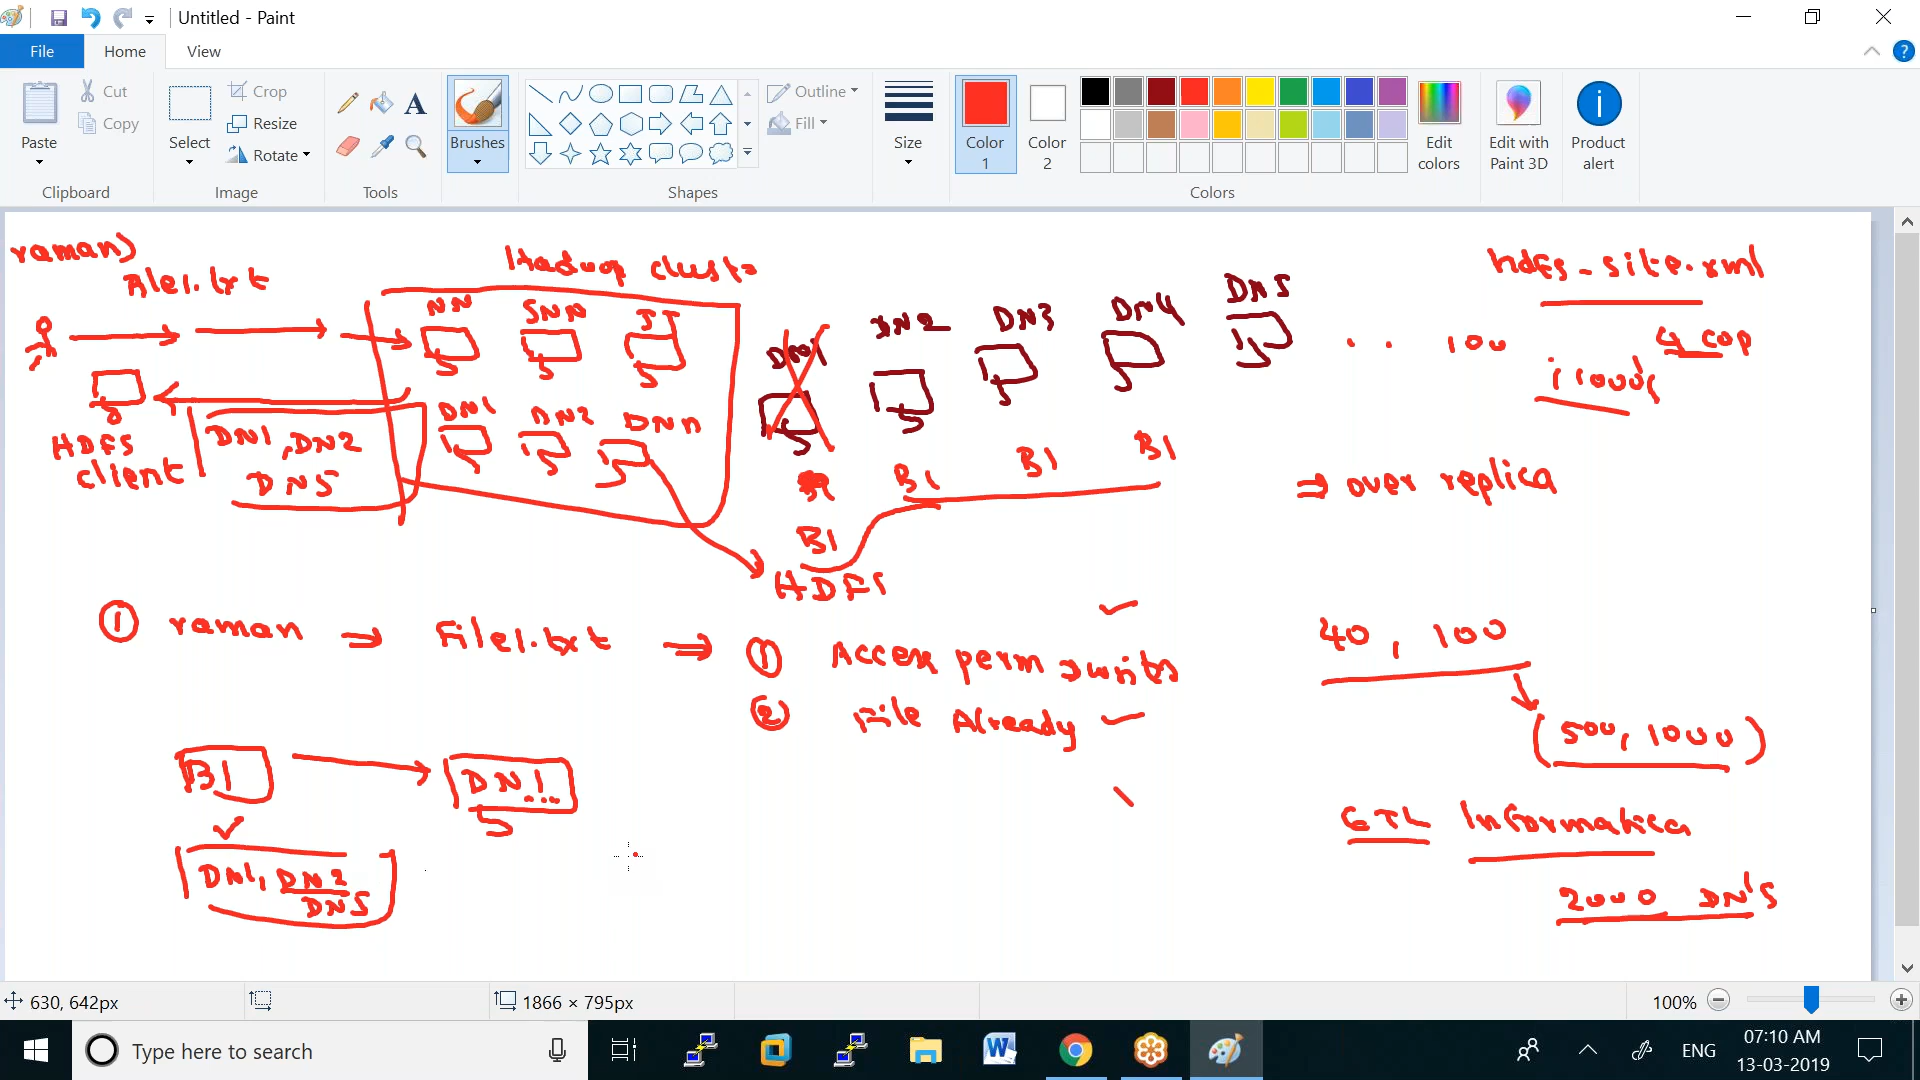 Untitled - Paint
File Home View
Paste Cut Copy Clipboard
Select Crop Resize Rotate Image
Tools
Brushes
Shapes
Outline Fill
Size
Color 1 Color 2 Colors
Edit colors
Edit with Paint 3D
Product alert
raman)
File1.txt
Hadoop cluste
hdfs-site.xml
NN SNN JT
DN1 DN2 DN3 DN4 DN5
. . 100
4 cop
HDFS client
DN1, DN2
DN5
DN1 DN2 DNn
B1 B1 B1
B1
HDFS
⇒ over replica
① raman ⇒ File1.txt ⇒ ① Access perm
② File Already ✓
40, 100
(500, 1000)
B1 DN1...
✓
DN1, DN2
DN5
ETL Informatica
2000 DN's
630, 642px
1866 × 795px
100%
Type here to search
ENG
07:10 AM
13-03-2019